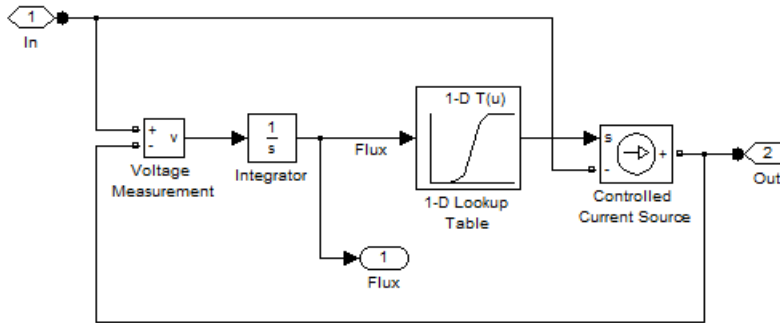 1
In
+
-
v
Voltage
Measurement
1
s
Integrator
Flux
1-D T(u)
1-D Lookup
Table
s
-
+
Controlled
Current Source
2
Out
1
Flux